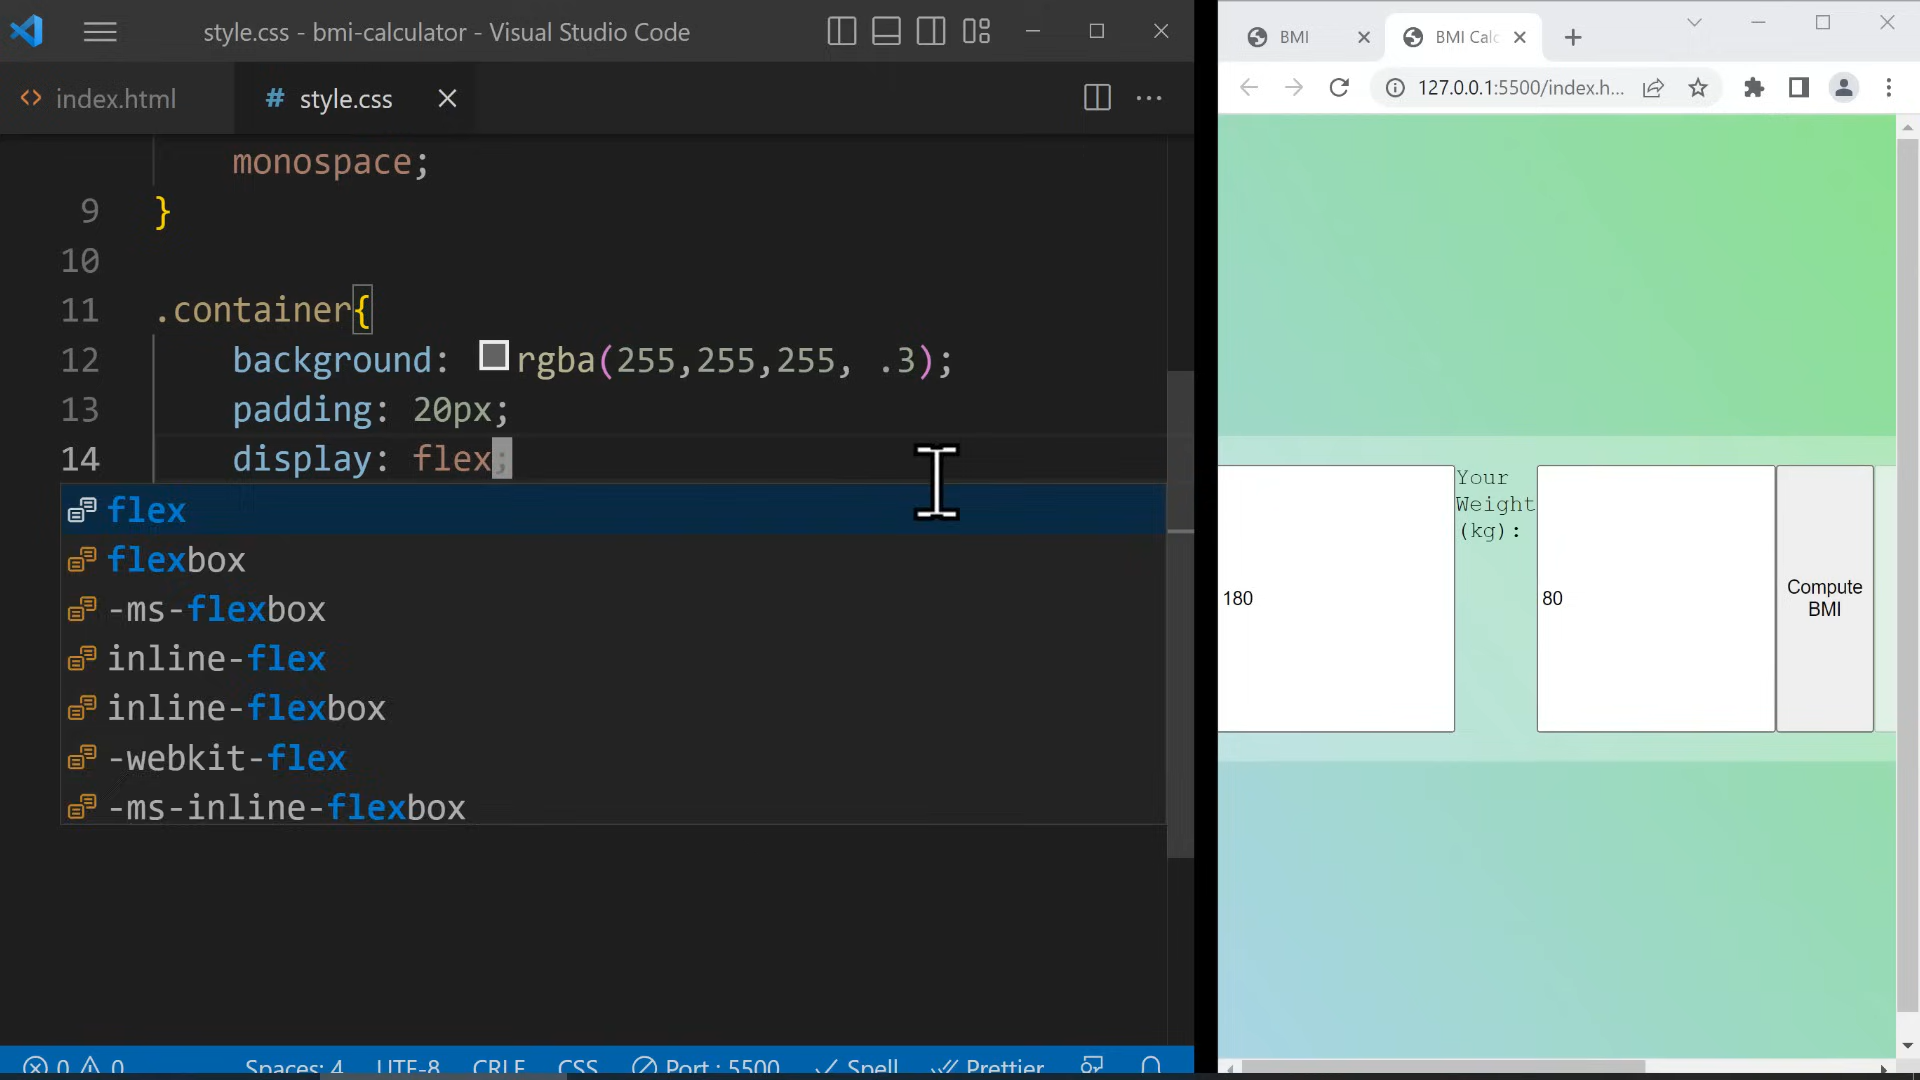 style.css - bmi-calculator - Visual Studio Code
index.html
# style.css
monospace;
9 }
10
11 .container{
12 background: rgba(255,255,255, .3);
13 padding: 20px;
14 display: flex;
flex
flexbox
-ms-flexbox
inline-flex
inline-flexbox
-webkit-flex
-ms-inline-flexbox
0 0 Spaces: 4 UTF-8 CRLF CSS Port : 5500 Spell Prettier
BMI
BMI Calc
127.0.0.1:5500/index.h...
180
Your
Weight
(kg):
80
Compute
BMI